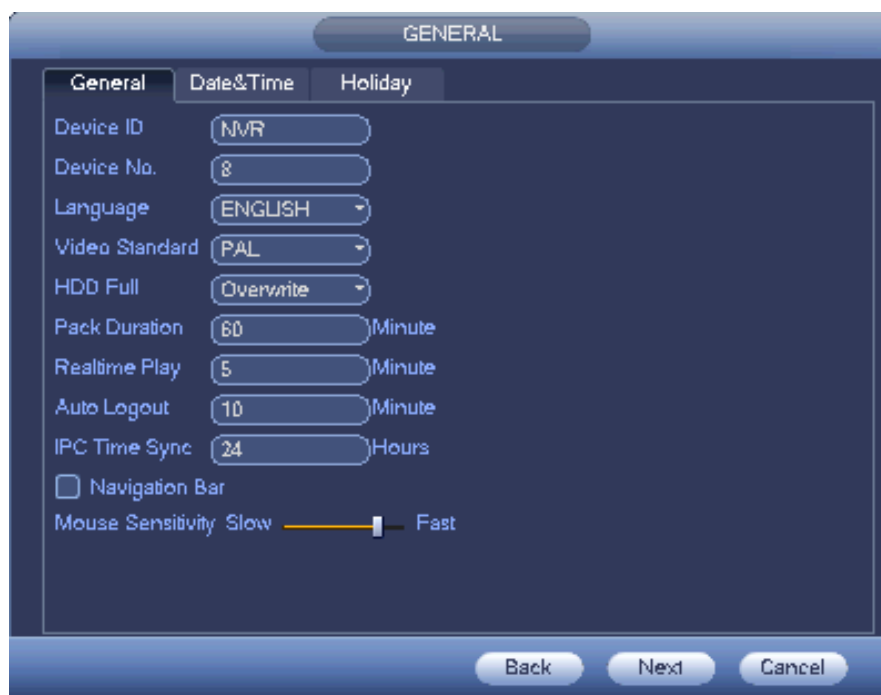 GENERAL
General Date&Time Holiday
Device ID NVR
Device No. 8
Language ENGLISH
Video Standard PAL
HDD Full Overwrite
Pack Duration 60 Minute
Realtime Play 5 Minute
Auto Logout 10 Minute
IPC Time Sync 24 Hours
Navigation Bar
Mouse Sensitivity Slow Fast
Back Next Cancel